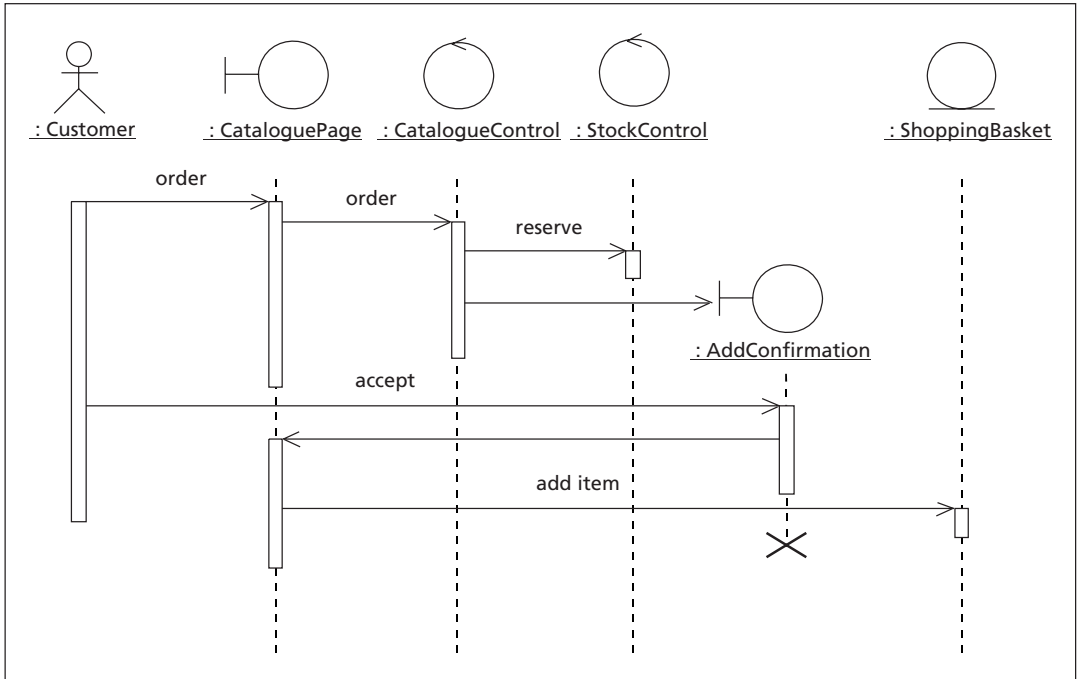 : Customer
: CataloguePage
: CatalogueControl
: StockControl
: ShoppingBasket
order
order
reserve
: AddConfirmation
accept
add item